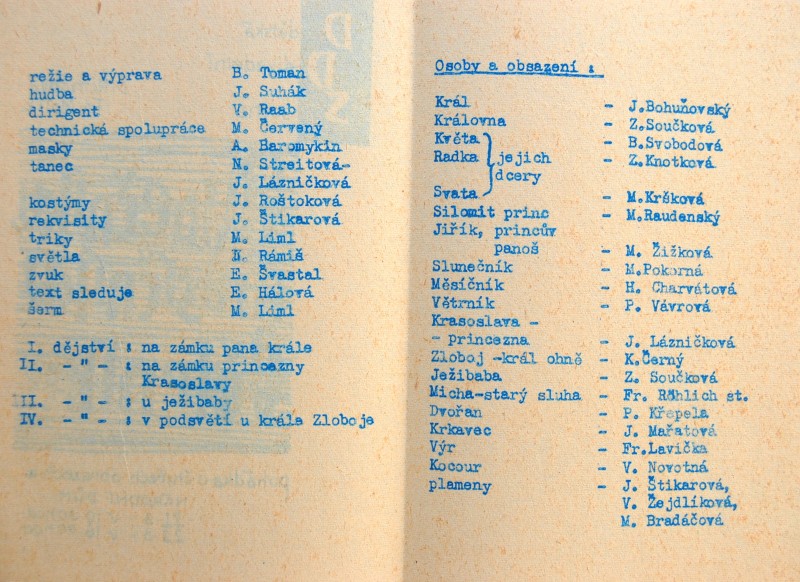 režie a výprava B. Toman
hudba J. Suhák
dirigent V. Raab
technická spolupráce M. Červený
masky A. Baromykin
tanec N. Streitová-
J. Lázničková
kostýmy J. Roštoková
rekvisity J. Štikarová
triky M. Liml
světla N. Rámiš
zvuk E. Švastal
text sleduje E. Hálová
šerm M. Liml
I. dějství : na zámku pana krále
II. - " - : na zámku princezny
Krasoslavy
II. - " - : u ježibaby
IV. - " - : v podsvětí u krále Zloboje
Osoby a obsazení :
Král - J.Bohuňovský
Královna - Z.Součková
Květa - B.Svobodová
Radka jejich - Z.Knotková
dcery
Svata - M.Kršková
Silomit princ - M.Raudenský
Jiřík, princův
panoš - M. Žižková
Slunečník - M.Pokorná
Měsíčník - H. Charvátová
Větrník - P. Vávrová
Krasoslava -
- princezna - J. Lázničková
Zloboj -král ohně - K.Černý
Ježibaba - Z. Součková
Micha-starý sluha - Fr. Röhlich st.
Dvořan - P. Křepela
Krkavec - J. Mařatová
Výr - Fr.Lavička
Kocour - V. Novotná
plameny - J. Štikarová,
V. Žejdlíková,
M. Bradáčová